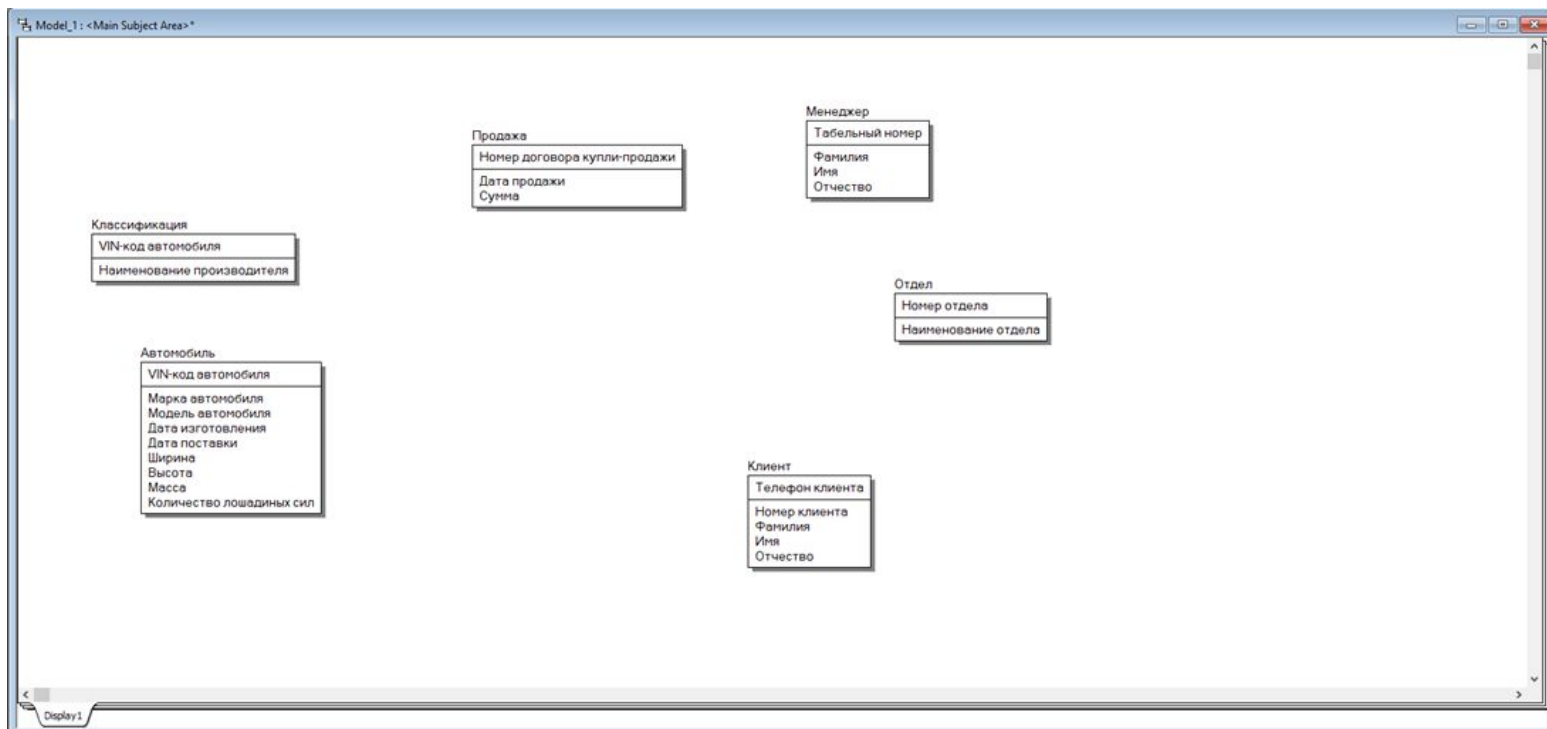 Model_1 : <Main Subject Area>*
Менеджер
Табельный номер
Фамилия
Имя
Отчество
Продажа
Номер договора купли-продажи
Дата продажи
Сумма
Классификация
VIN-код автомобиля
Наименование производителя
Отдел
Номер отдела
Наименование отдела
Автомобиль
VIN-код автомобиля
Марка автомобиля
Модель автомобиля
Дата изготовления
Дата поставки
Ширина
Высота
Масса
Количество лошадиных сил
Клиент
Телефон клиента
Номер клиента
Фамилия
Имя
Отчество
Display1